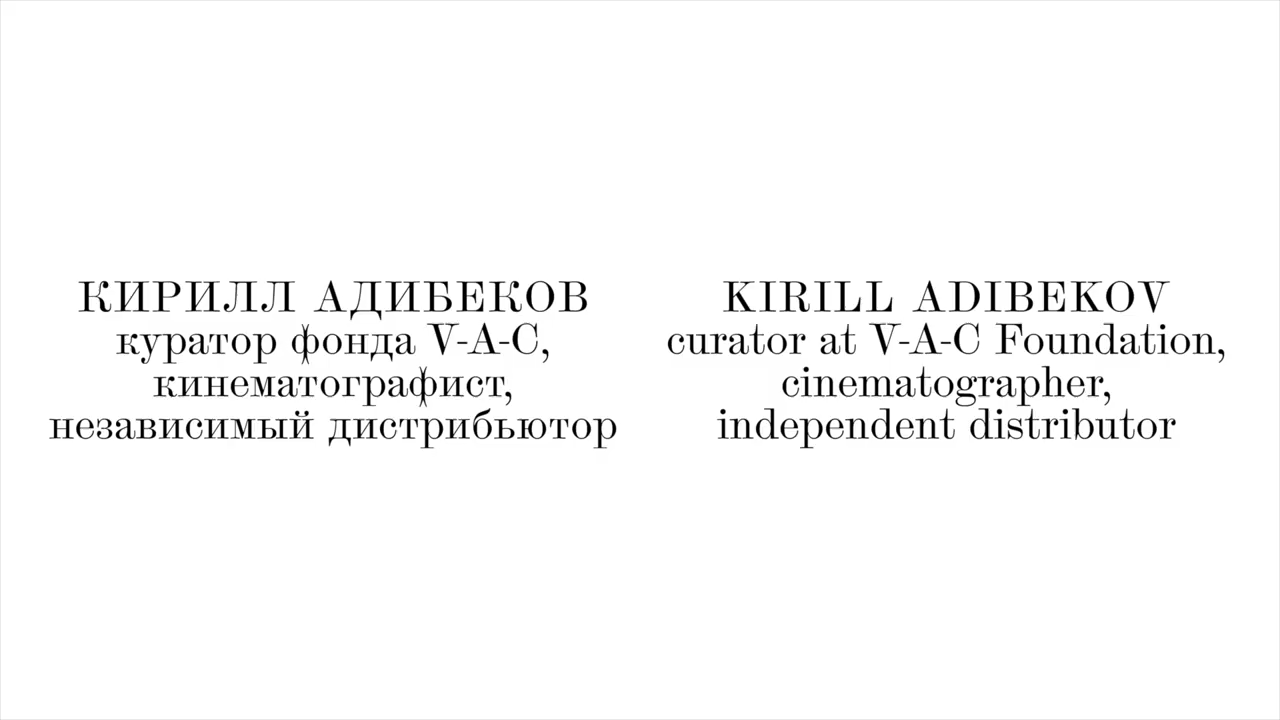 КИРИЛЛ АДИБЕКОВ
куратор фонда V-A-C,
кинематографист,
независимый дистрибьютор
KIRILL ADIBEKOV
curator at V-A-C Foundation,
cinematographer,
independent distributor